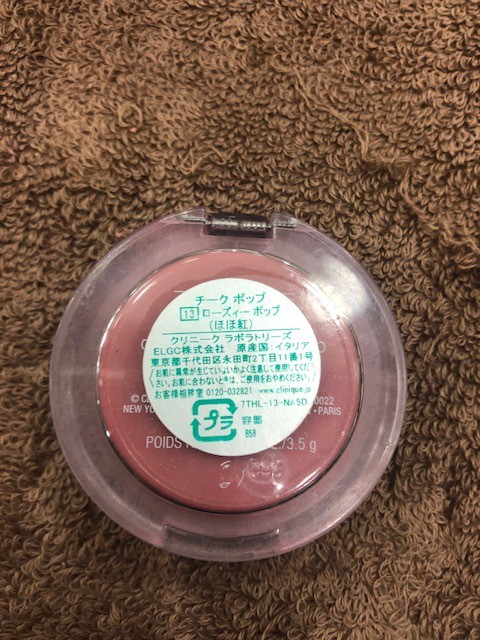 チーク ポップ
13 ローズィー ポップ
(ほほ紅)
クリニーク ラボラトリーズ
ELGC株式会社 原産国:イタリア
東京都千代田区永田町2丁目11番1号
お肌に異常が生じていないかよく注意して使用してくださ
い。お肌に合わないときは、ご使用をおやめください。
お客様相談室 0120-032821 www.clinique.j
7THL-13-NA5D
プラ 容器
B58
NEW YO
10022
PARIS
POIDS
/3.5 g